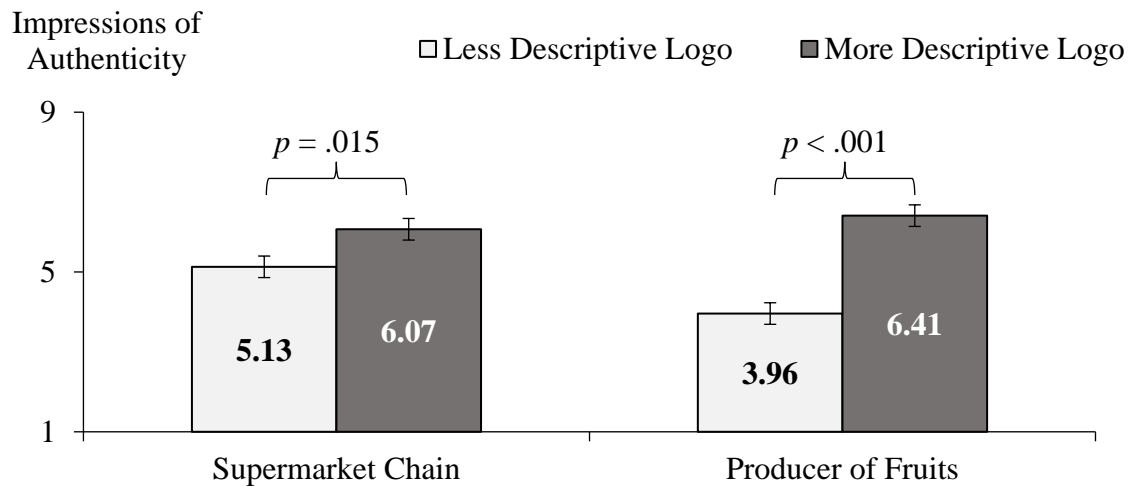 Impressions of
Authenticity
Less Descriptive Logo
More Descriptive Logo
9
p = .015
p < .001
5
5.13
6.07
3.96
6.41
1
Supermarket Chain
Producer of Fruits